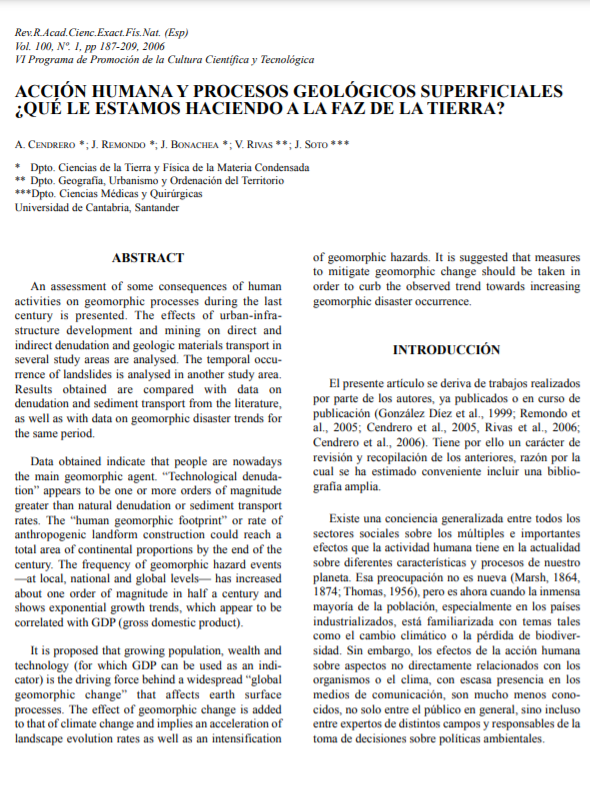 Rev.R.Acad.Cienc.Exact.Fís.Nat. (Esp)
Vol. 100, Nº. 1, pp 187-209, 2006
VI Programa de Promoción de la Cultura Científica y Tecnológica
ACCIÓN HUMANA Y PROCESOS GEOLÓGICOS SUPERFICIALES
¿QUÉ LE ESTAMOS HACIENDO A LA FAZ DE LA TIERRA?
A. CENDRERO *; J. REMONDO *; J. BONACHEA *; V. RIVAS **; J. SOTO ***
* Dpto. Ciencias de la Tierra y Física de la Materia Condensada
** Dpto. Geografía, Urbanismo y Ordenación del Territorio
***Dpto. Ciencias Médicas y Quirúrgicas
Universidad de Cantabria, Santander
ABSTRACT
An assessment of some consequences of human
activities on geomorphic processes during the last
century is presented. The effects of urban-infra-
structure development and mining on direct and
indirect denudation and geologic materials transport in
several study areas are analysed. The temporal occu-
rrence of landslides is analysed in another study area.
Results obtained are compared with data on
denudation and sediment transport from the literature,
as well as with data on geomorphic disaster trends for
the same period.
Data obtained indicate that people are nowadays
the main geomorphic agent. “Technological denuda-
tion” appears to be one or more orders of magnitude
greater than natural denudation or sediment transport
rates. The “human geomorphic footprint” or rate of
anthropogenic landform construction could reach a
total area of continental proportions by the end of the
century. The frequency of geomorphic hazard events
—at local, national and global levels— has increased
about one order of magnitude in half a century and
shows exponential growth trends, which appear to be
correlated with GDP (gross domestic product).
It is proposed that growing population, wealth and
technology (for which GDP can be used as an indi-
cator) is the driving force behind a widespread “global
geomorphic change” that affects earth surface
processes. The effect of geomorphic change is added
to that of climate change and implies an acceleration of
landscape evolution rates as well as an intensification
of geomorphic hazards. It is suggested that measures
to mitigate geomorphic change should be taken in
order to curb the observed trend towards increasing
geomorphic disaster occurrence.
INTRODUCCIÓN
El presente artículo se deriva de trabajos realizados
por parte de los autores, ya publicados o en curso de
publicación (González Díez et al., 1999; Remondo et
al., 2005; Cendrero et al., 2005, Rivas et al., 2006;
Cendrero et al., 2006). Tiene por ello un carácter de
revisión y recopilación de los anteriores, razón por la
cual se ha estimado conveniente incluir una biblio-
grafía amplia.
Existe una conciencia generalizada entre todos los
sectores sociales sobre los múltiples e importantes
efectos que la actividad humana tiene en la actualidad
sobre diferentes características y procesos de nuestro
planeta. Esa preocupación no es nueva (Marsh, 1864,
1874; Thomas, 1956), pero es ahora cuando la inmensa
mayoría de la población, especialmente en los países
industrializados, está familiarizada con temas tales
como el cambio climático o la pérdida de biodiver-
sidad. Sin embargo, los efectos de la acción humana
sobre aspectos no directamente relacionados con los
organismos o el clima, con escasa presencia en los
medios de comunicación, son mucho menos cono-
cidos, no solo entre el público en general, sino incluso
entre expertos de distintos campos y responsables de la
toma de decisiones sobre políticas ambientales.